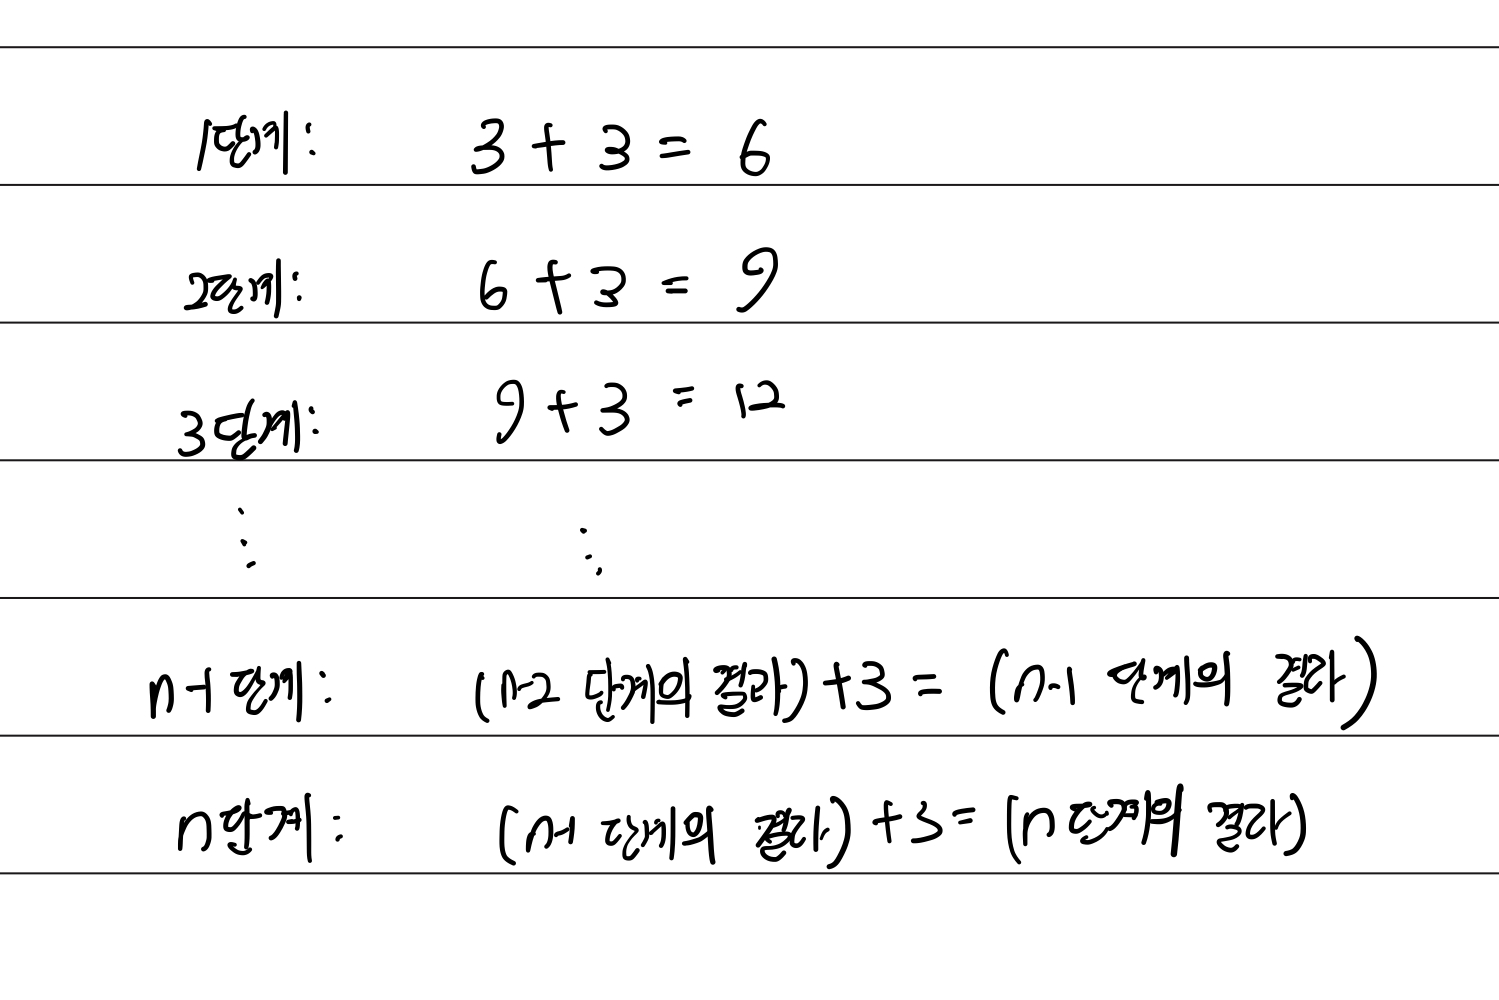 1단계: 3 + 3 = 6
2단계: 6 + 3 = 9
3단계: 9 + 3 = 12
⋮ ⋮
n-1 단계: (n-2 단계의 결과) + 3 = (n-1 단계의 결과)
n단계: (n-1 단계의 결과) + 3 = (n 단계의 결과)